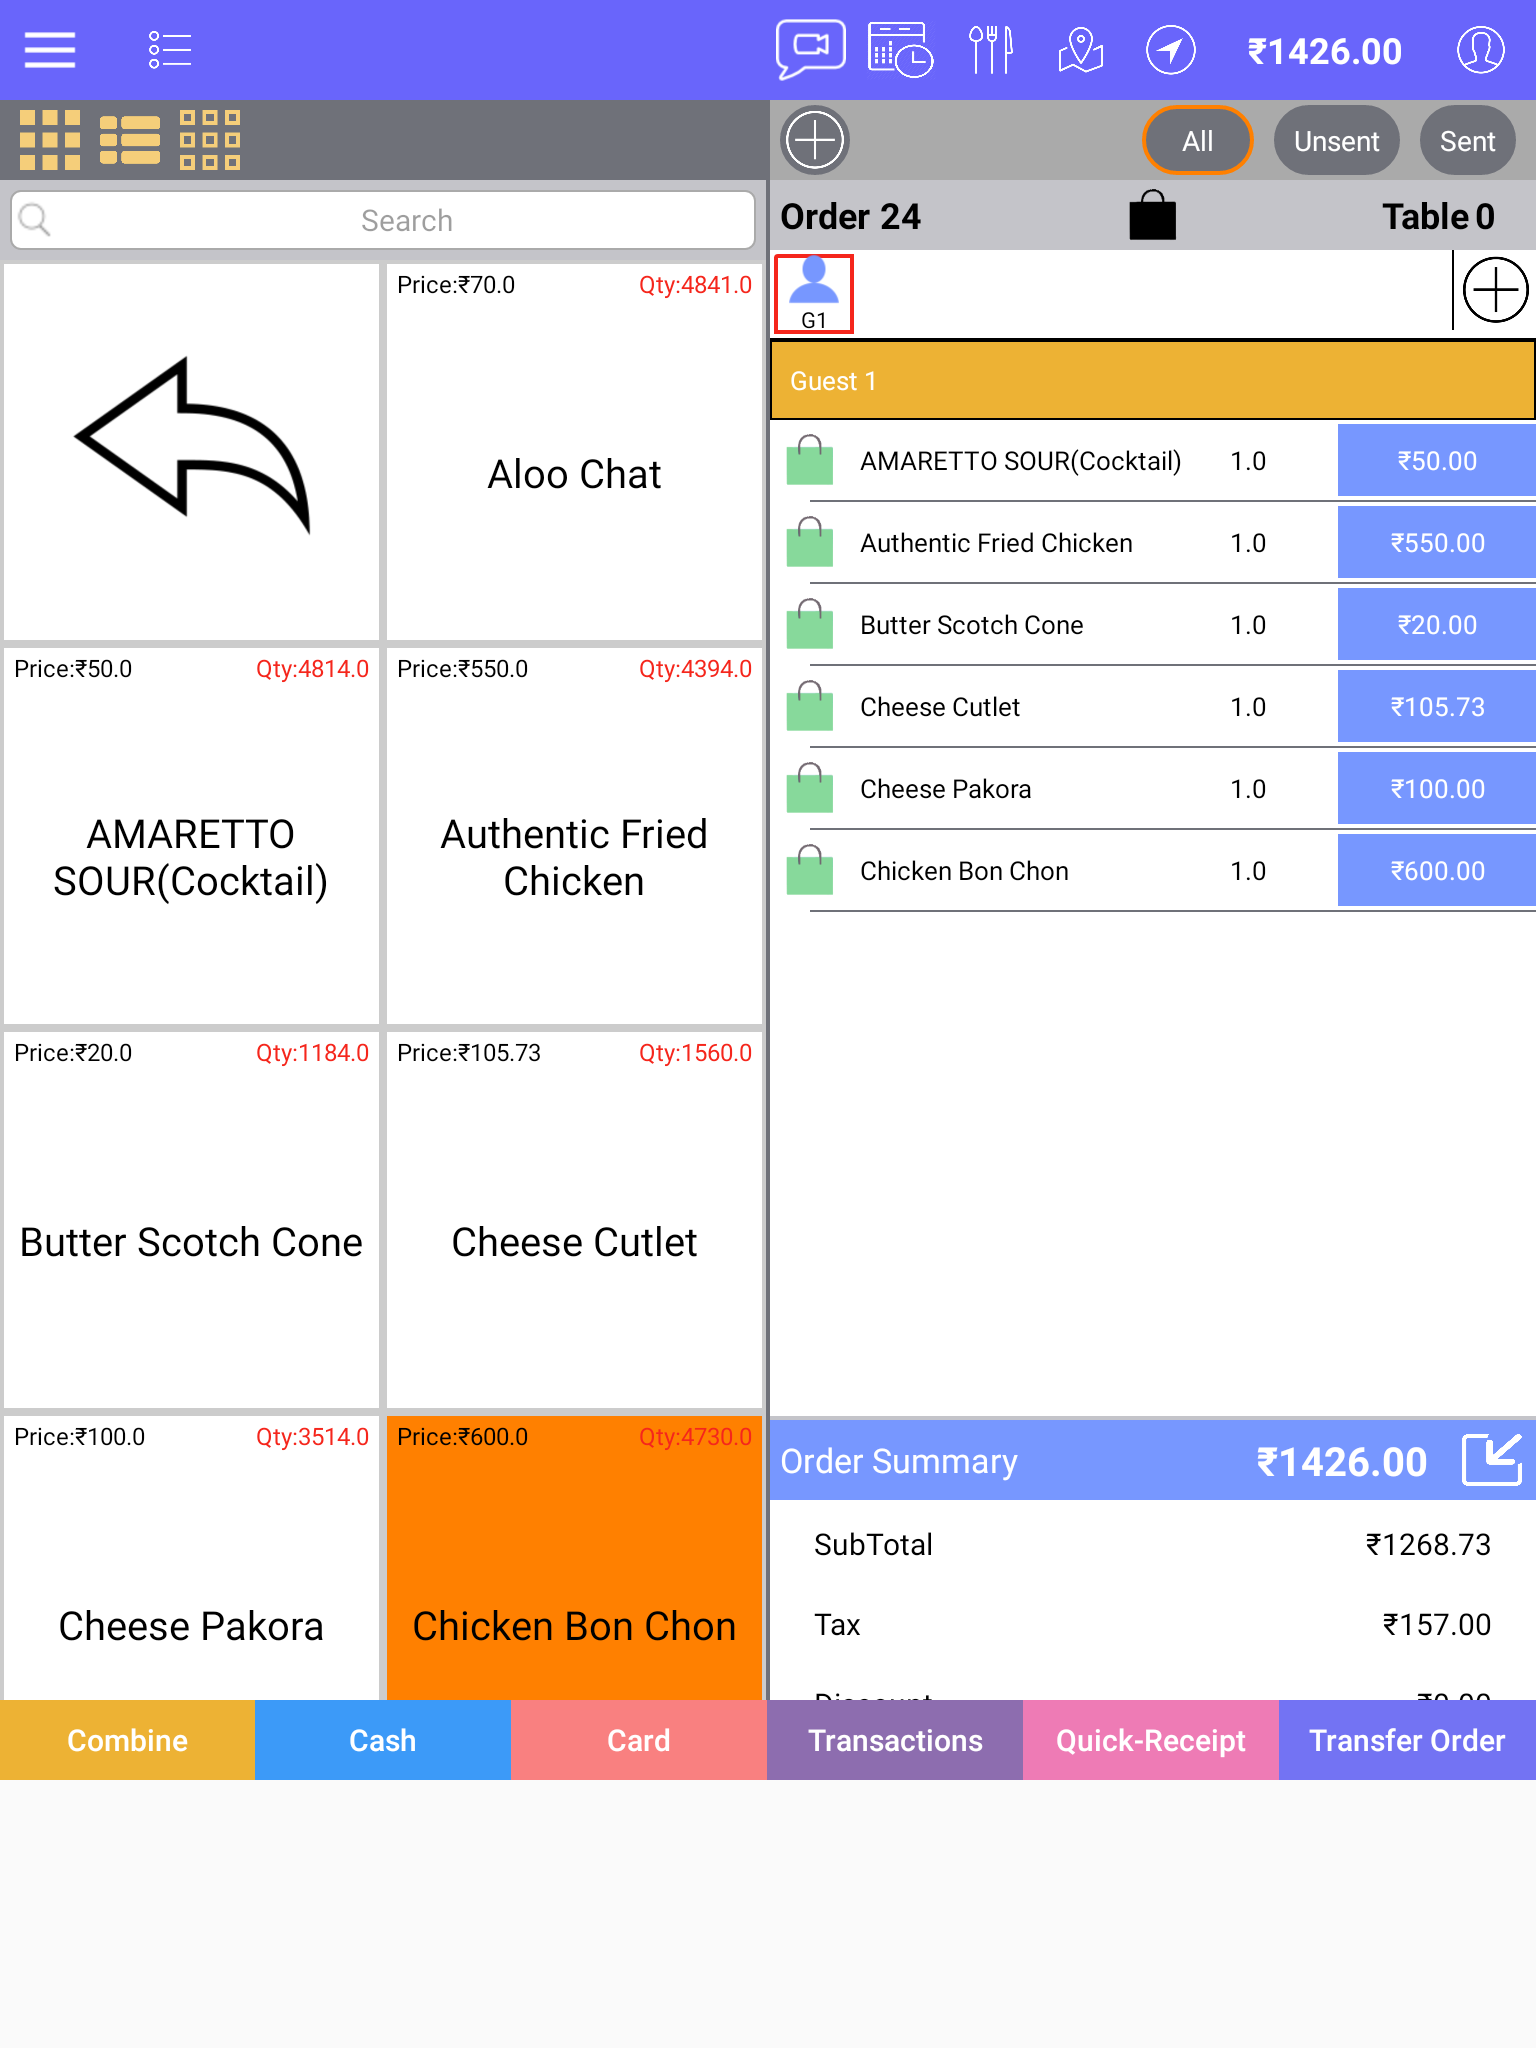 ₹1426.00
All
Unsent
Sent
Search
Order 24
Table 0
Price:₹70.0
Qty:4841.0
Aloo Chat
G1
Guest 1
Price:₹50.0
Qty:4814.0
AMARETTO
SOUR(Cocktail)
Price:₹550.0
Qty:4394.0
Authentic Fried
Chicken
Price:₹20.0
Qty:1184.0
Butter Scotch Cone
Price:₹105.73
Qty:1560.0
Cheese Cutlet
Price:₹100.0
Qty:3514.0
Cheese Pakora
Price:₹600.0
Qty:4730.0
Chicken Bon Chon
AMARETTO SOUR(Cocktail) 1.0 ₹50.00
Authentic Fried Chicken 1.0 ₹550.00
Butter Scotch Cone 1.0 ₹20.00
Cheese Cutlet 1.0 ₹105.73
Cheese Pakora 1.0 ₹100.00
Chicken Bon Chon 1.0 ₹600.00
Order Summary ₹1426.00
SubTotal ₹1268.73
Tax ₹157.00
Combine
Cash
Card
Transactions
Quick-Receipt
Transfer Order